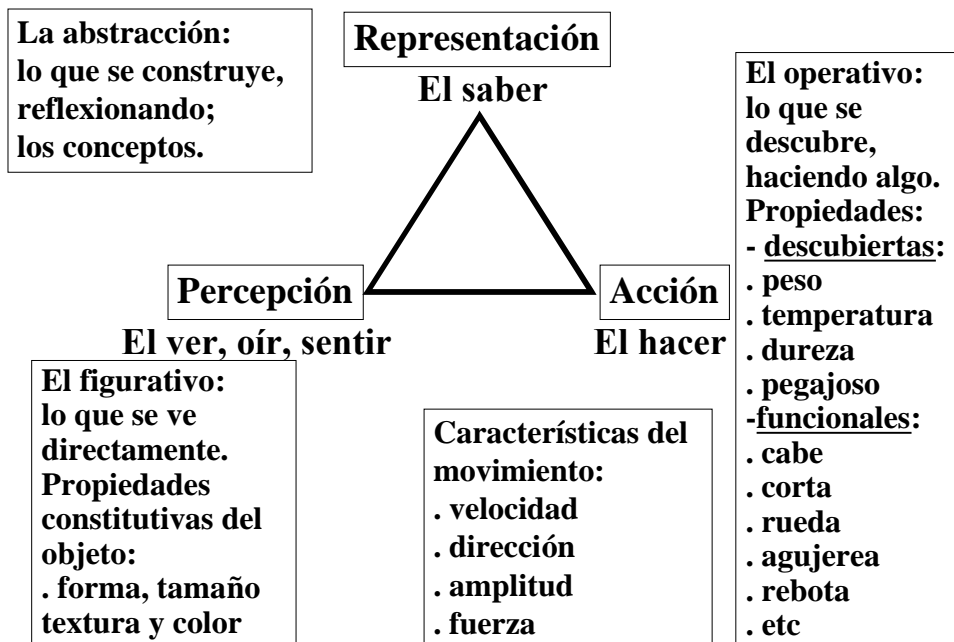 La abstracción:
lo que se construye,
reflexionando;
los conceptos.
Representación
El saber
El operativo:
lo que se
descubre,
haciendo algo.
Propiedades:
- descubiertas:
. peso
. temperatura
. dureza
. pegajoso
-funcionales:
. cabe
. corta
. rueda
. agujerea
. rebota
. etc
Percepción
El ver, oír, sentir
Acción
El hacer
El figurativo:
lo que se ve
directamente.
Propiedades
constitutivas del
objeto:
. forma, tamaño
textura y color
Características del
movimiento:
. velocidad
. dirección
. amplitud
. fuerza